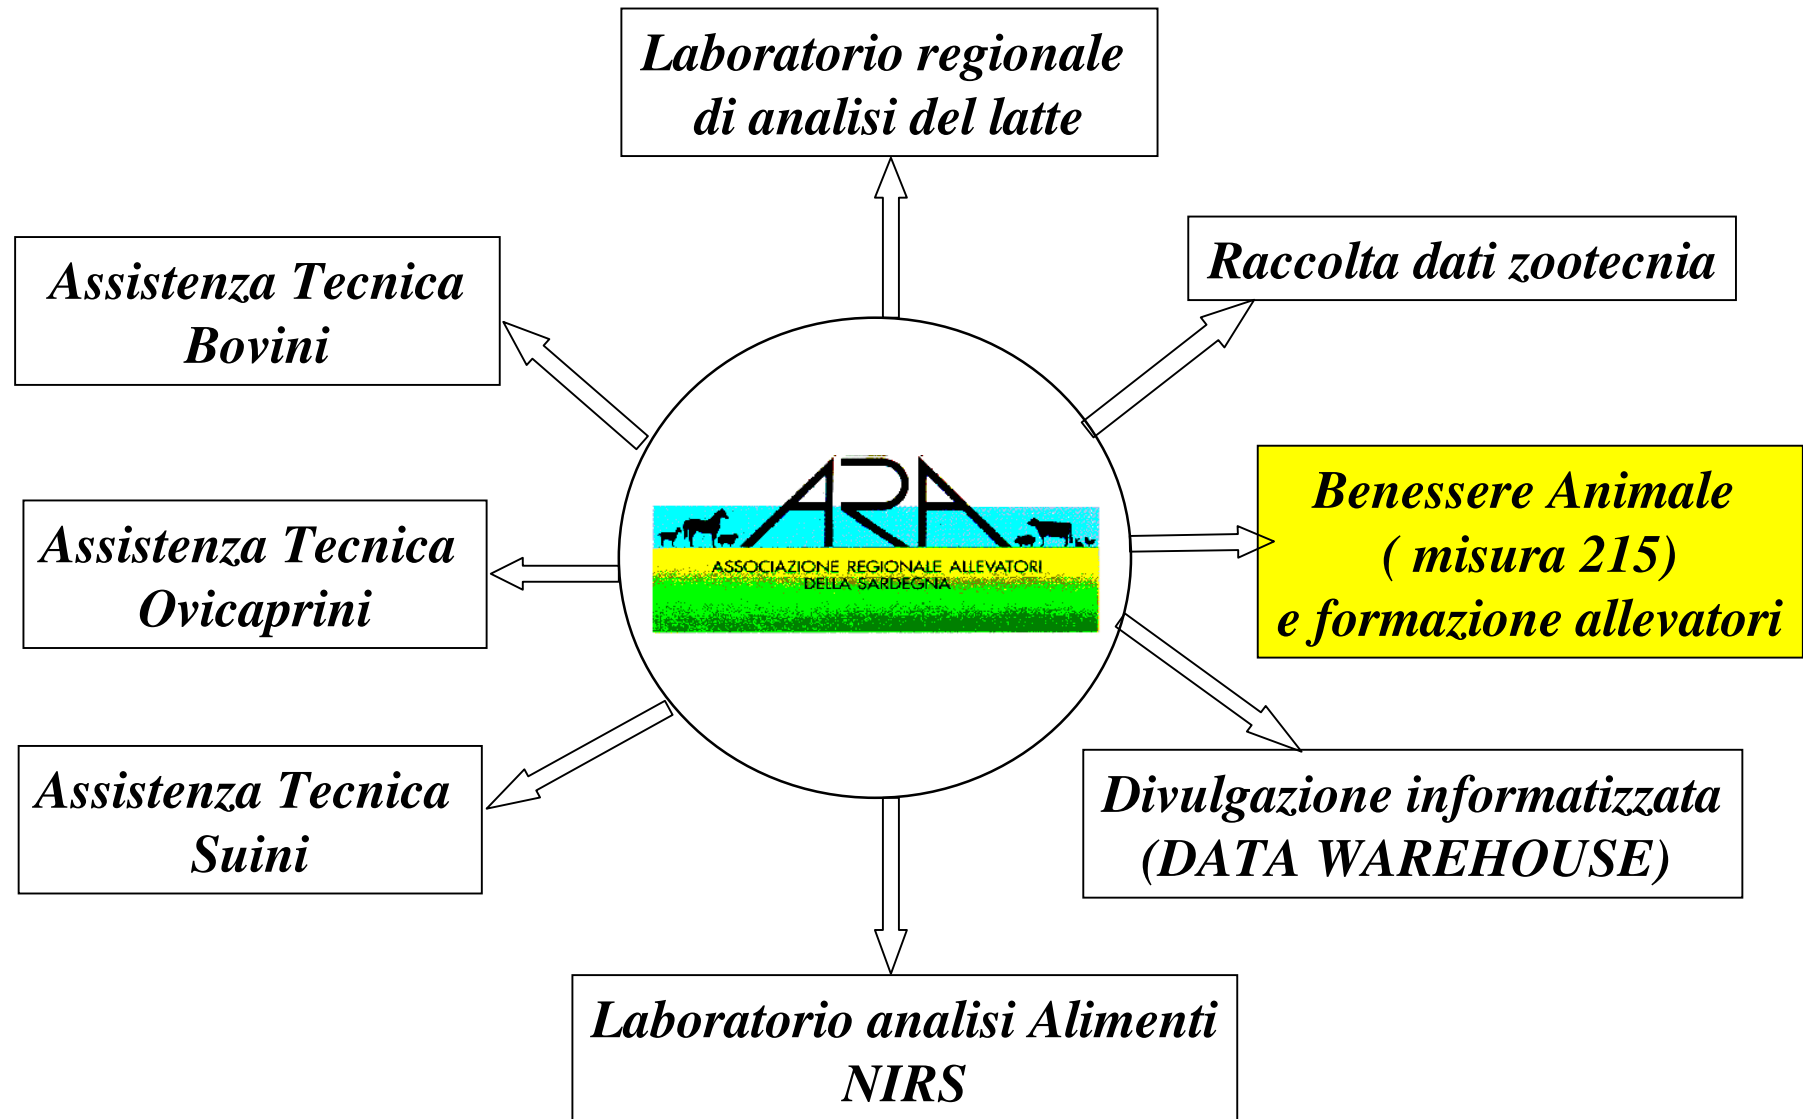 Laboratorio regionale
di analisi del latte
Assistenza Tecnica
Bovini
Raccolta dati zootecnia
Assistenza Tecnica
Ovicaprini
ARA
ASSOCIAZIONE REGIONALE ALLEVATORI
DELLA SARDEGNA
Benessere Animale
( misura 215)
e formazione allevatori
Assistenza Tecnica
Suini
Divulgazione informatizzata
(DATA WAREHOUSE)
Laboratorio analisi Alimenti
NIRS